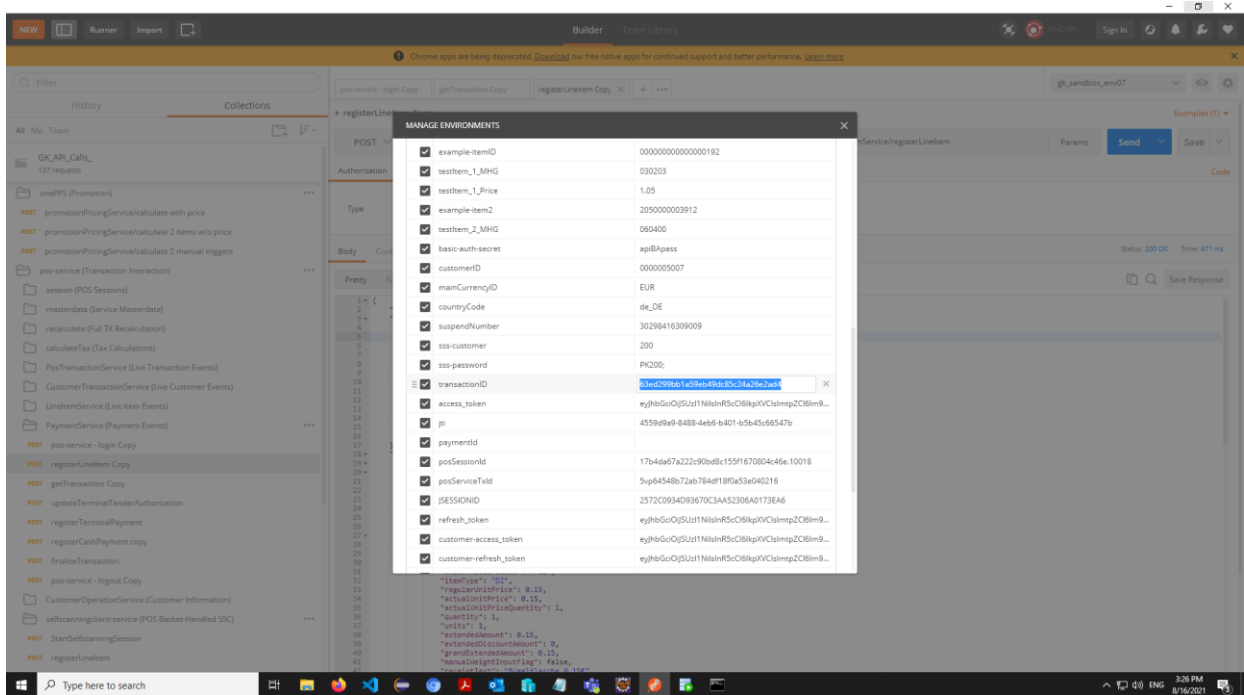 NEW
Runner
Import
Builder
Team Library
Sign In
Chrome apps are being deprecated. Download our free native apps for continued support and better performance. Learn more
Filter
History
Collections
All Me Team
GK_API_Calls_
137 requests
onePPS (Promotion)
POST promotionPricingService/calculate with price
POST promotionPricingService/calculate 2 items w/o price
POST promotionPricingService/calculate 2 manual triggers
pos-service (Transaction Interaction)
session (POS Sessions)
masterdata (Service Masterdata)
recalculate (Full TX Recalculation)
calculateTax (Tax Calculations)
PosTransactionService (Live Transaction Events)
CustomerTransactionService (Live Customer Events)
LineItemService (Live Item Events)
PaymentService (Payment Events)
POST pos-service - login Copy
POST registerLineItem Copy
POST getTransaction Copy
POST updateTerminalTenderAuthorization
POST registerTerminalPayment
POST registerCashPayment copy
POST finalizeTransaction
POST pos-service - logout Copy
CustomerOperationService (Customer Information)
selfscanningclient-service (POS Basket-Handled SSC)
POST StartSelfscanningSession
POST registerLineItem
pos-service - login Copy
getTransaction Copy
registerLineItem Copy
gk_sandbox_env07
registerLine
Examples (1)
POST
Service/registerLineItem
Params
Send
Save
Authorization
Code
Type
Body
Status: 200 OK Time: 471 ms
Pretty
Save Response
MANAGE ENVIRONMENTS
example-itemID 000000000000000192
testItem_1_MHG 030203
testItem_1_Price 1.05
example-item2 2050000003912
testItem_2_MHG 060400
basic-auth-secret apiBApass
customerID 0000005007
mainCurrencyID EUR
countryCode de_DE
suspendNumber 30298416309009
sss-customer 200
sss-password PK200;
transactionID 63ed299bb1a59eb49dc85c24a26e2ad4
access_token eyJhbGciOiJSUzI1NiIsInR5cCI6IkpXVCIsImtpZCI6Im9...
jti 4559d9a9-8488-4eb6-b401-b5b45c66547b
paymentId
posSessionId 17b4da67a222c90bd8c155f1670804c46e.10018
posServiceTxId 5vp64548b72ab784df18f0a53e040216
JSESSIONID 2572C0934D93670C3AA52306A0173EA6
refresh_token eyJhbGciOiJSUzI1NiIsInR5cCI6IkpXVCIsImtpZCI6Im9...
customer-access_token eyJhbGciOiJSUzI1NiIsInR5cCI6IkpXVCIsImtpZCI6Im9...
customer-refresh_token eyJhbGciOiJSUzI1NiIsInR5cCI6IkpXVCIsImtpZCI6Im9...
32 "itemType": "DI",
33 "regularUnitPrice": 0.15,
34 "actualUnitPrice": 0.15,
35 "actualUnitPriceQuantity": 1,
36 "quantity": 1,
37 "units": 1,
38 "extendedAmount": 0.15,
39 "extendedDiscountAmount": 0,
40 "grandExtendedAmount": 0.15,
41 "manualWeightInputFlag": false,
Type here to search
ENG
3:26 PM
8/16/2021